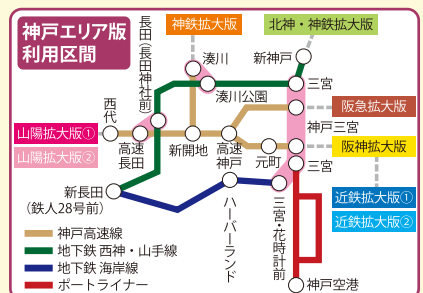 神戸エリア版
利用区間
神鉄拡大版
北神・神鉄拡大版
長田(長田神社前)
湊川
新神戸
西代
湊川公園
三宮
阪急拡大版
山陽拡大版①
山陽拡大版②
高速
長田
新開地
高速
神戸
元町
神戸三宮
阪神拡大版
三宮
新長田
(鉄人28号前)
ハーバーランド
三宮・花時計前
近鉄拡大版①
近鉄拡大版②
神戸高速線
地下鉄 西神・山手線
地下鉄 海岸線
ポートライナー
神戸空港